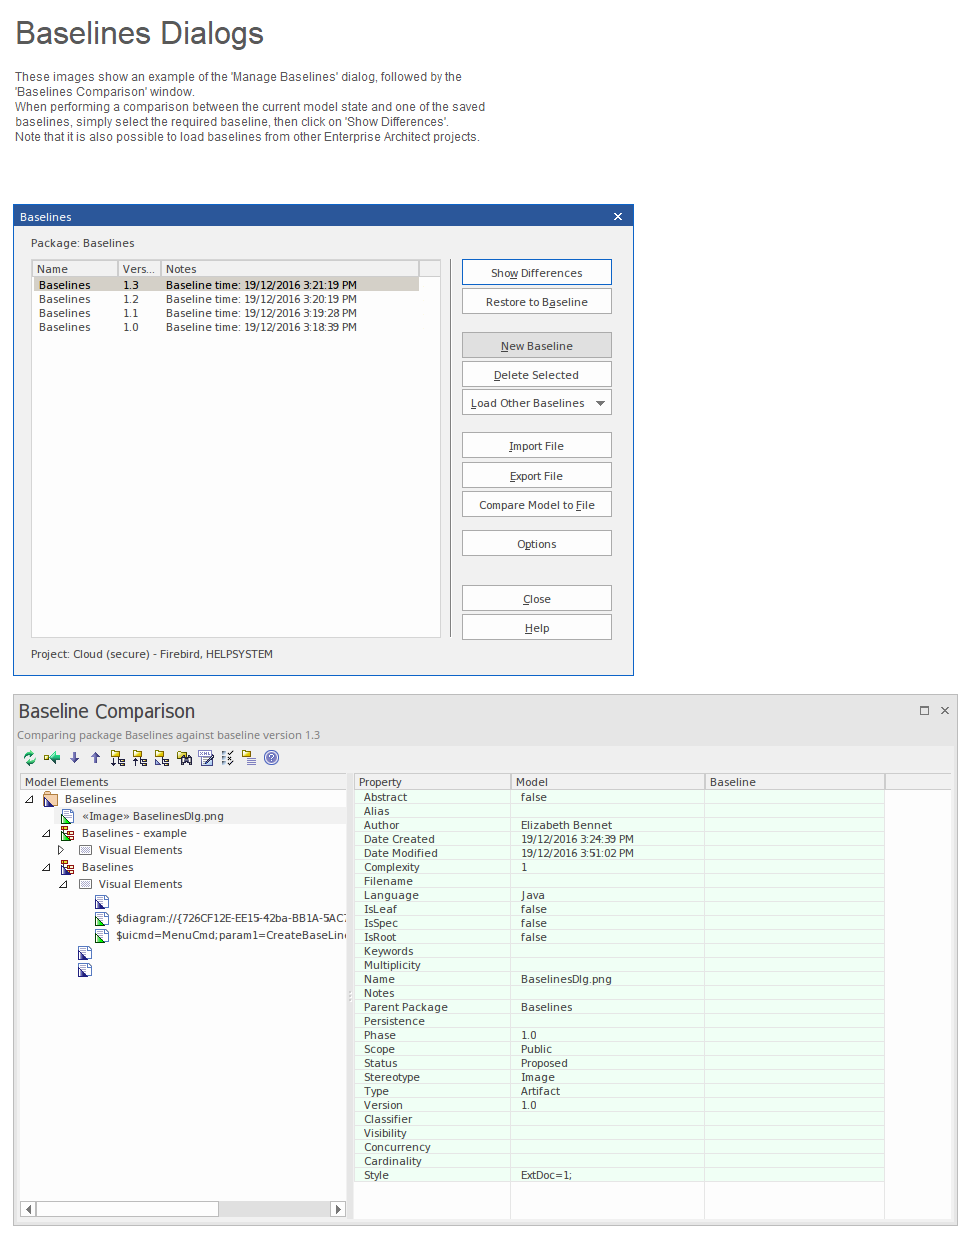 Baselines Dialogs
These images show an example of the 'Manage Baselines' dialog, followed by the
'Baselines Comparison' window.
When performing a comparison between the current model state and one of the saved
baselines, simply select the required baseline, then click on 'Show Differences'.
Note that it is also possible to load baselines from other Enterprise Architect projects.
Baselines
Package: Baselines
Name Vers... Notes
Baselines 1.3 Baseline time: 19/12/2016 3:21:19 PM
Baselines 1.2 Baseline time: 19/12/2016 3:20:19 PM
Baselines 1.1 Baseline time: 19/12/2016 3:19:28 PM
Baselines 1.0 Baseline time: 19/12/2016 3:18:39 PM
Show Differences
Restore to Baseline
New Baseline
Delete Selected
Load Other Baselines
Import File
Export File
Compare Model to File
Options
Close
Help
Project: Cloud (secure) - Firebird, HELPSYSTEM
Baseline Comparison
Comparing package Baselines against baseline version 1.3
Model Elements
Baselines
«Image» BaselinesDlg.png
Baselines - example
Visual Elements
Baselines
Visual Elements
$diagram://{726CF12E-EE15-42ba-BB1A-5AC7
$uicmd=MenuCmd;param1=CreateBaseLine
Property Model Baseline
Abstract false
Alias
Author Elizabeth Bennet
Date Created 19/12/2016 3:24:39 PM
Date Modified 19/12/2016 3:51:02 PM
Complexity 1
Filename
Language Java
IsLeaf false
IsSpec false
IsRoot false
Keywords
Multiplicity
Name BaselinesDlg.png
Notes
Parent Package Baselines
Persistence
Phase 1.0
Scope Public
Status Proposed
Stereotype Image
Type Artifact
Version 1.0
Classifier
Visibility
Concurrency
Cardinality
Style ExtDoc=1;